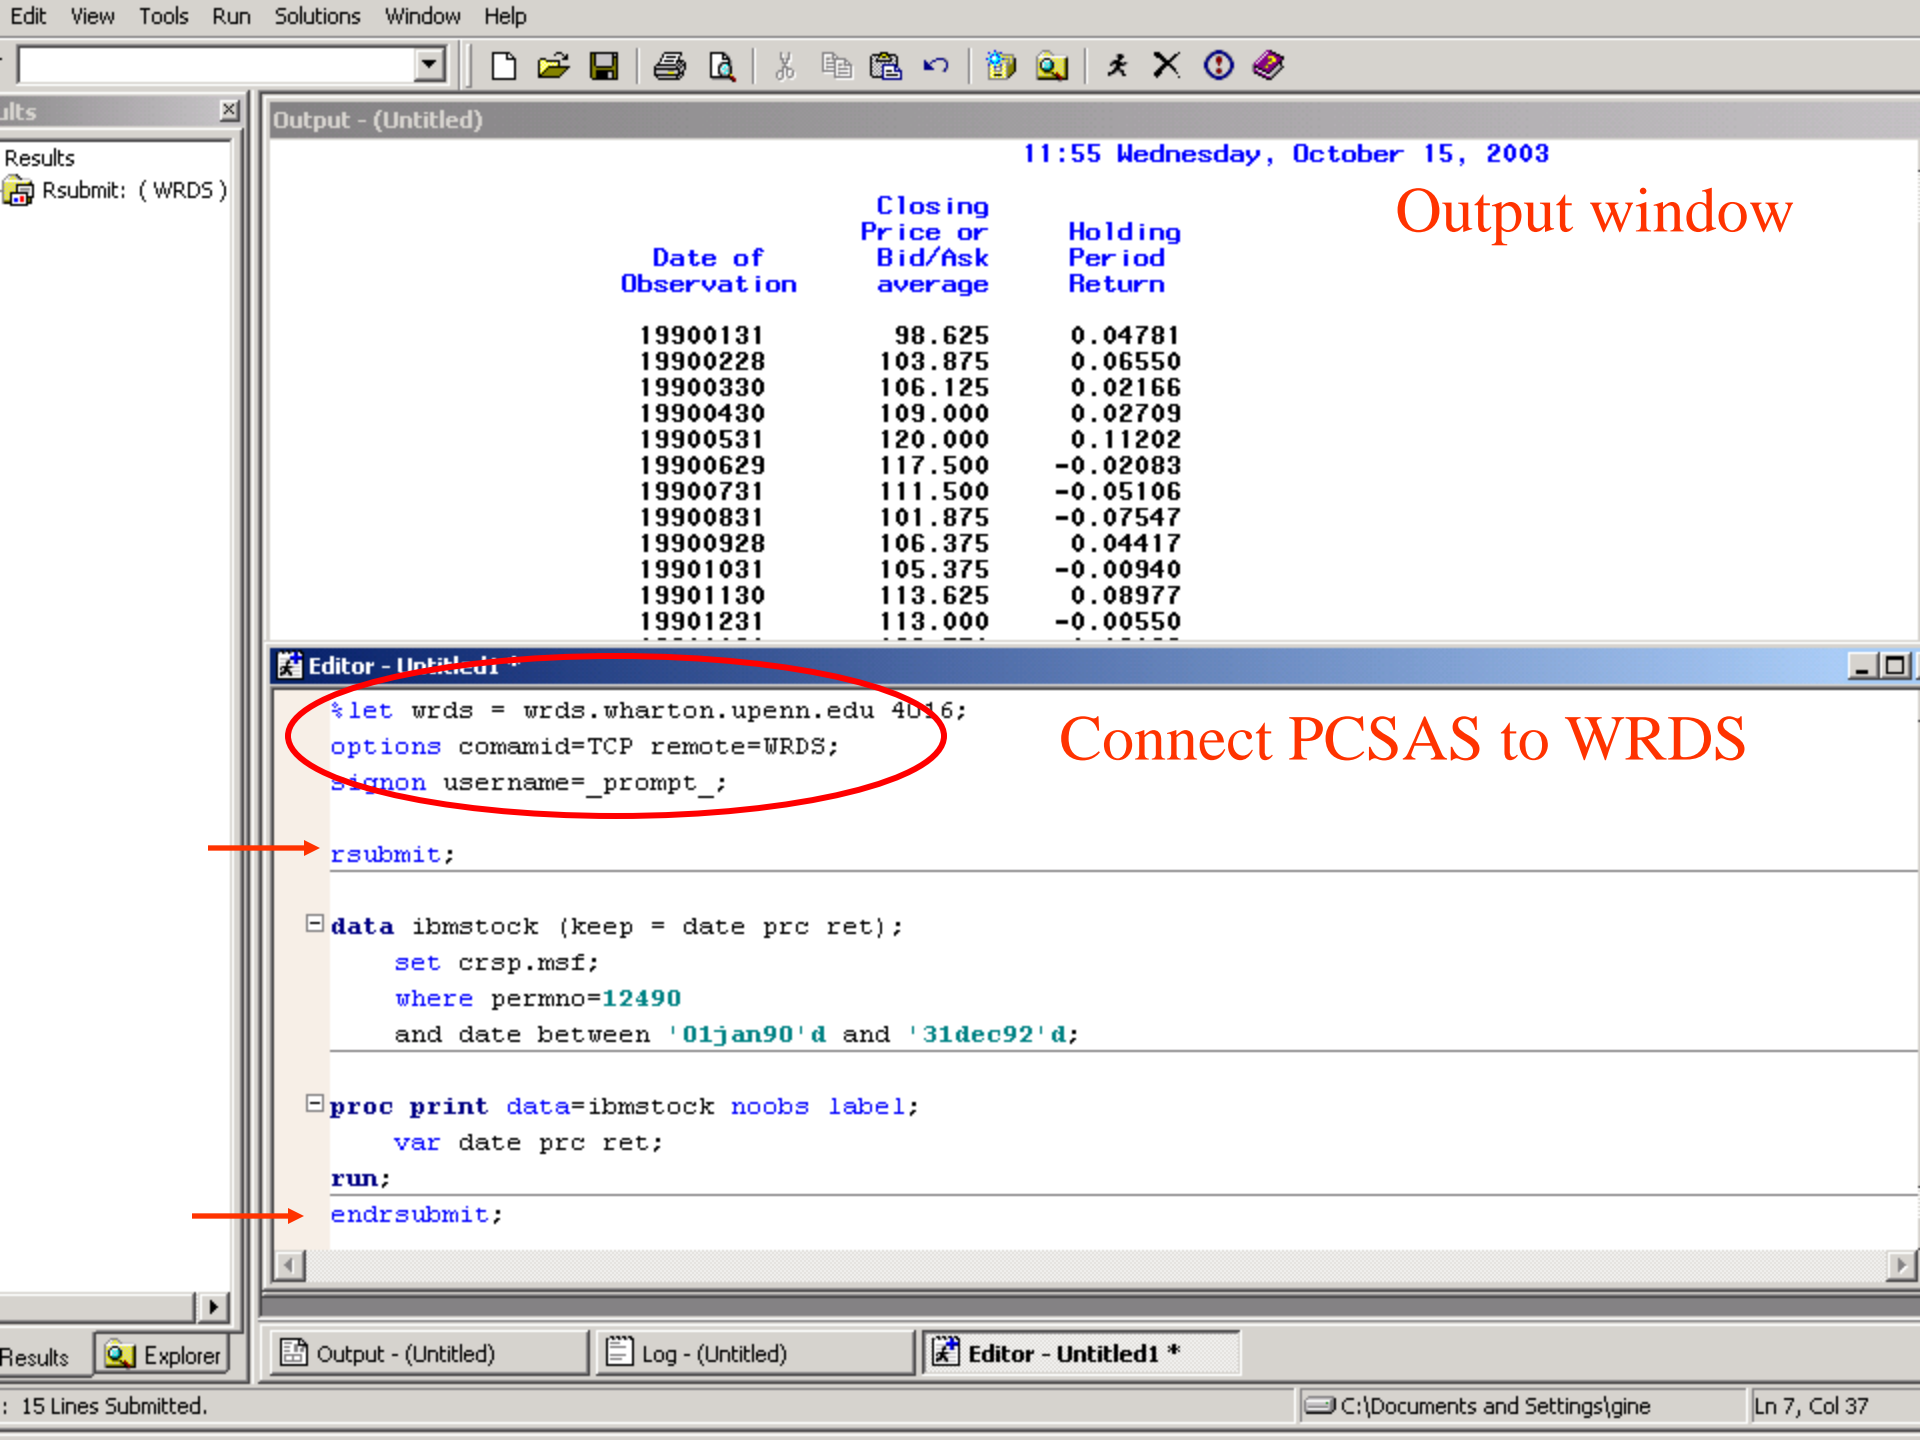 Edit View Tools Run Solutions Window Help
Output - (Untitled)
Results
Rsubmit: ( WRDS )
11:55 Wednesday, October 15, 2003
Output window
Closing
Price or Holding
Date of Bid/Ask Period
Observation average Return
19900131 98.625 0.04781
19900228 103.875 0.06550
19900330 106.125 0.02166
19900430 109.000 0.02709
19900531 120.000 0.11202
19900629 117.500 -0.02083
19900731 111.500 -0.05106
19900831 101.875 -0.07547
19900928 106.375 0.04417
19901031 105.375 -0.00940
19901130 113.625 0.08977
19901231 113.000 -0.00550
Editor - Untitled1 *
%let wrds = wrds.wharton.upenn.edu 4016;
options comamid=TCP remote=WRDS;
signon username=_prompt_;
Connect PCSAS to WRDS
rsubmit;
data ibmstock (keep = date prc ret);
set crsp.msf;
where permno=12490
and date between '01jan90'd and '31dec92'd;
proc print data=ibmstock noobs label;
var date prc ret;
run;
endrsubmit;
Results Explorer
Output - (Untitled) Log - (Untitled) Editor - Untitled1 *
: 15 Lines Submitted.
C:\Documents and Settings\gine
Ln 7, Col 37